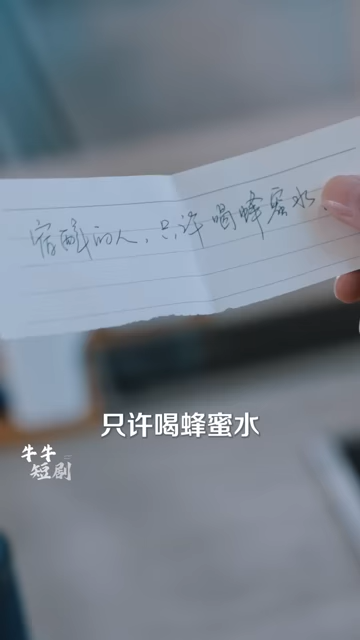 宿醉的人，只许喝蜂蜜水.
只许喝蜂蜜水
牛牛
短剧